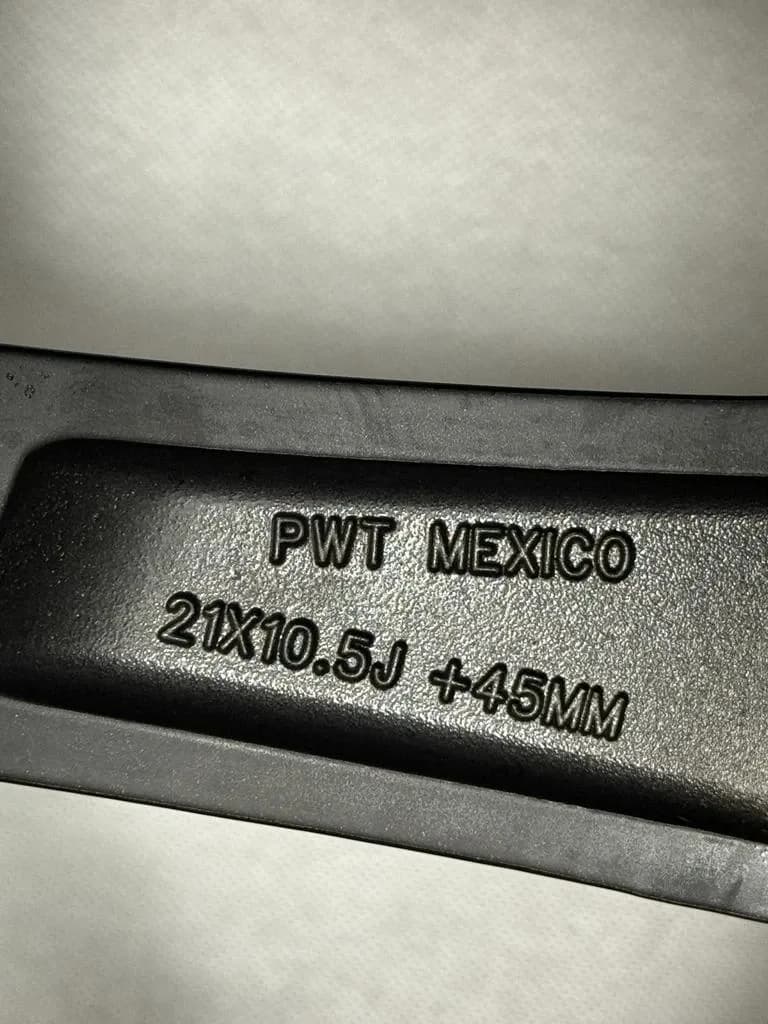 PWT MEXICO
21X10.5J +45MM